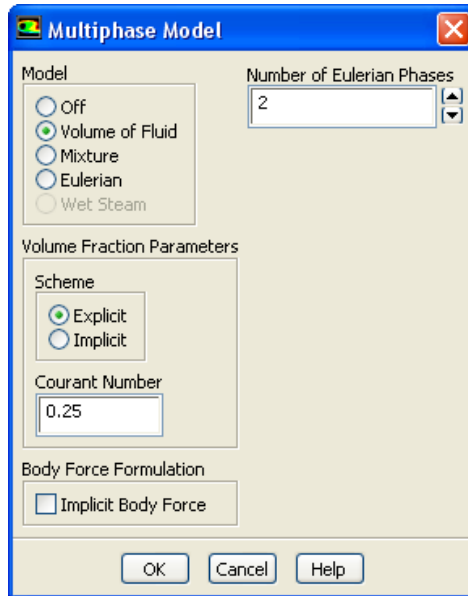 Multiphase Model
Model
Off
Volume of Fluid
Mixture
Eulerian
Wet Steam
Number of Eulerian Phases
2
Volume Fraction Parameters
Scheme
Explicit
Implicit
Courant Number
0.25
Body Force Formulation
Implicit Body Force
OK
Cancel
Help